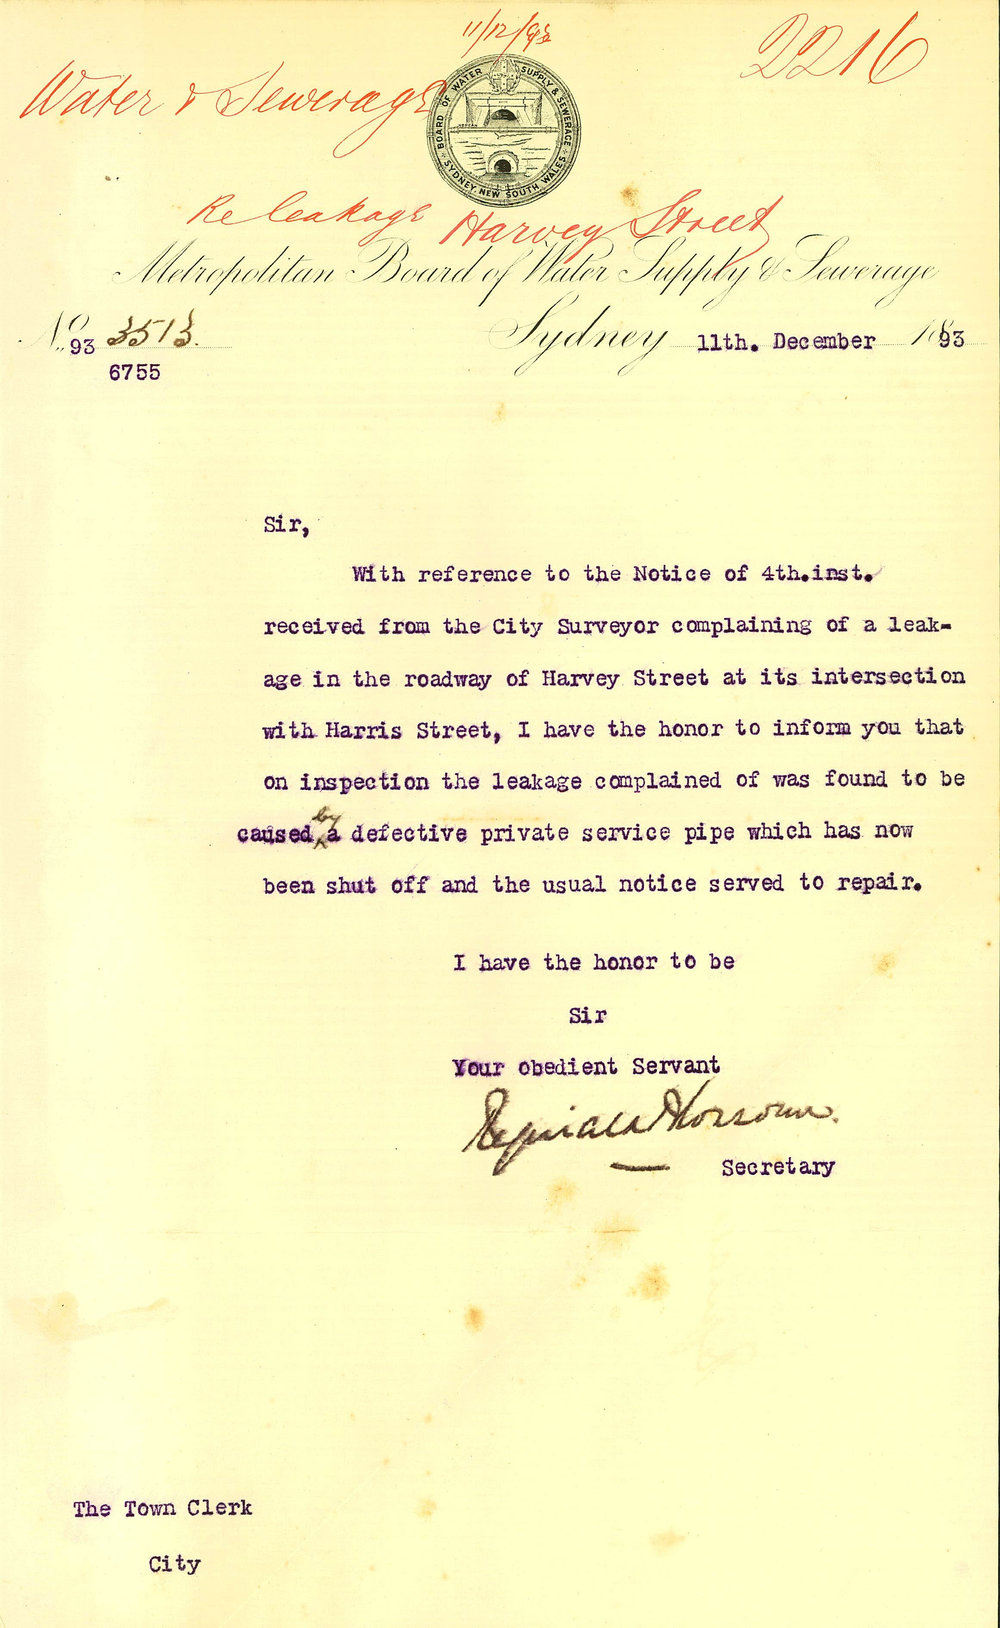 11/12/93
2216
Water & Sewerage
BOARD OF WATER SUPPLY & SEWERAGE
SYDNEY, NEW SOUTH WALES
Re leakage Harvey Street
Metropolitan Board of Water Supply & Sewerage
No. 93 3513.
6755
Sydney 11th. December 1893
Sir,
With reference to the Notice of 4th.inst.
received from the City Surveyor complaining of a leak-
age in the roadway of Harvey Street at its intersection
with Harris Street, I have the honor to inform you that
on inspection the leakage complained of was found to be
caused by a defective private service pipe which has now
been shut off and the usual notice served to repair.
I have the honor to be
Sir
Your obedient Servant
Reginald
Secretary
The Town Clerk
City